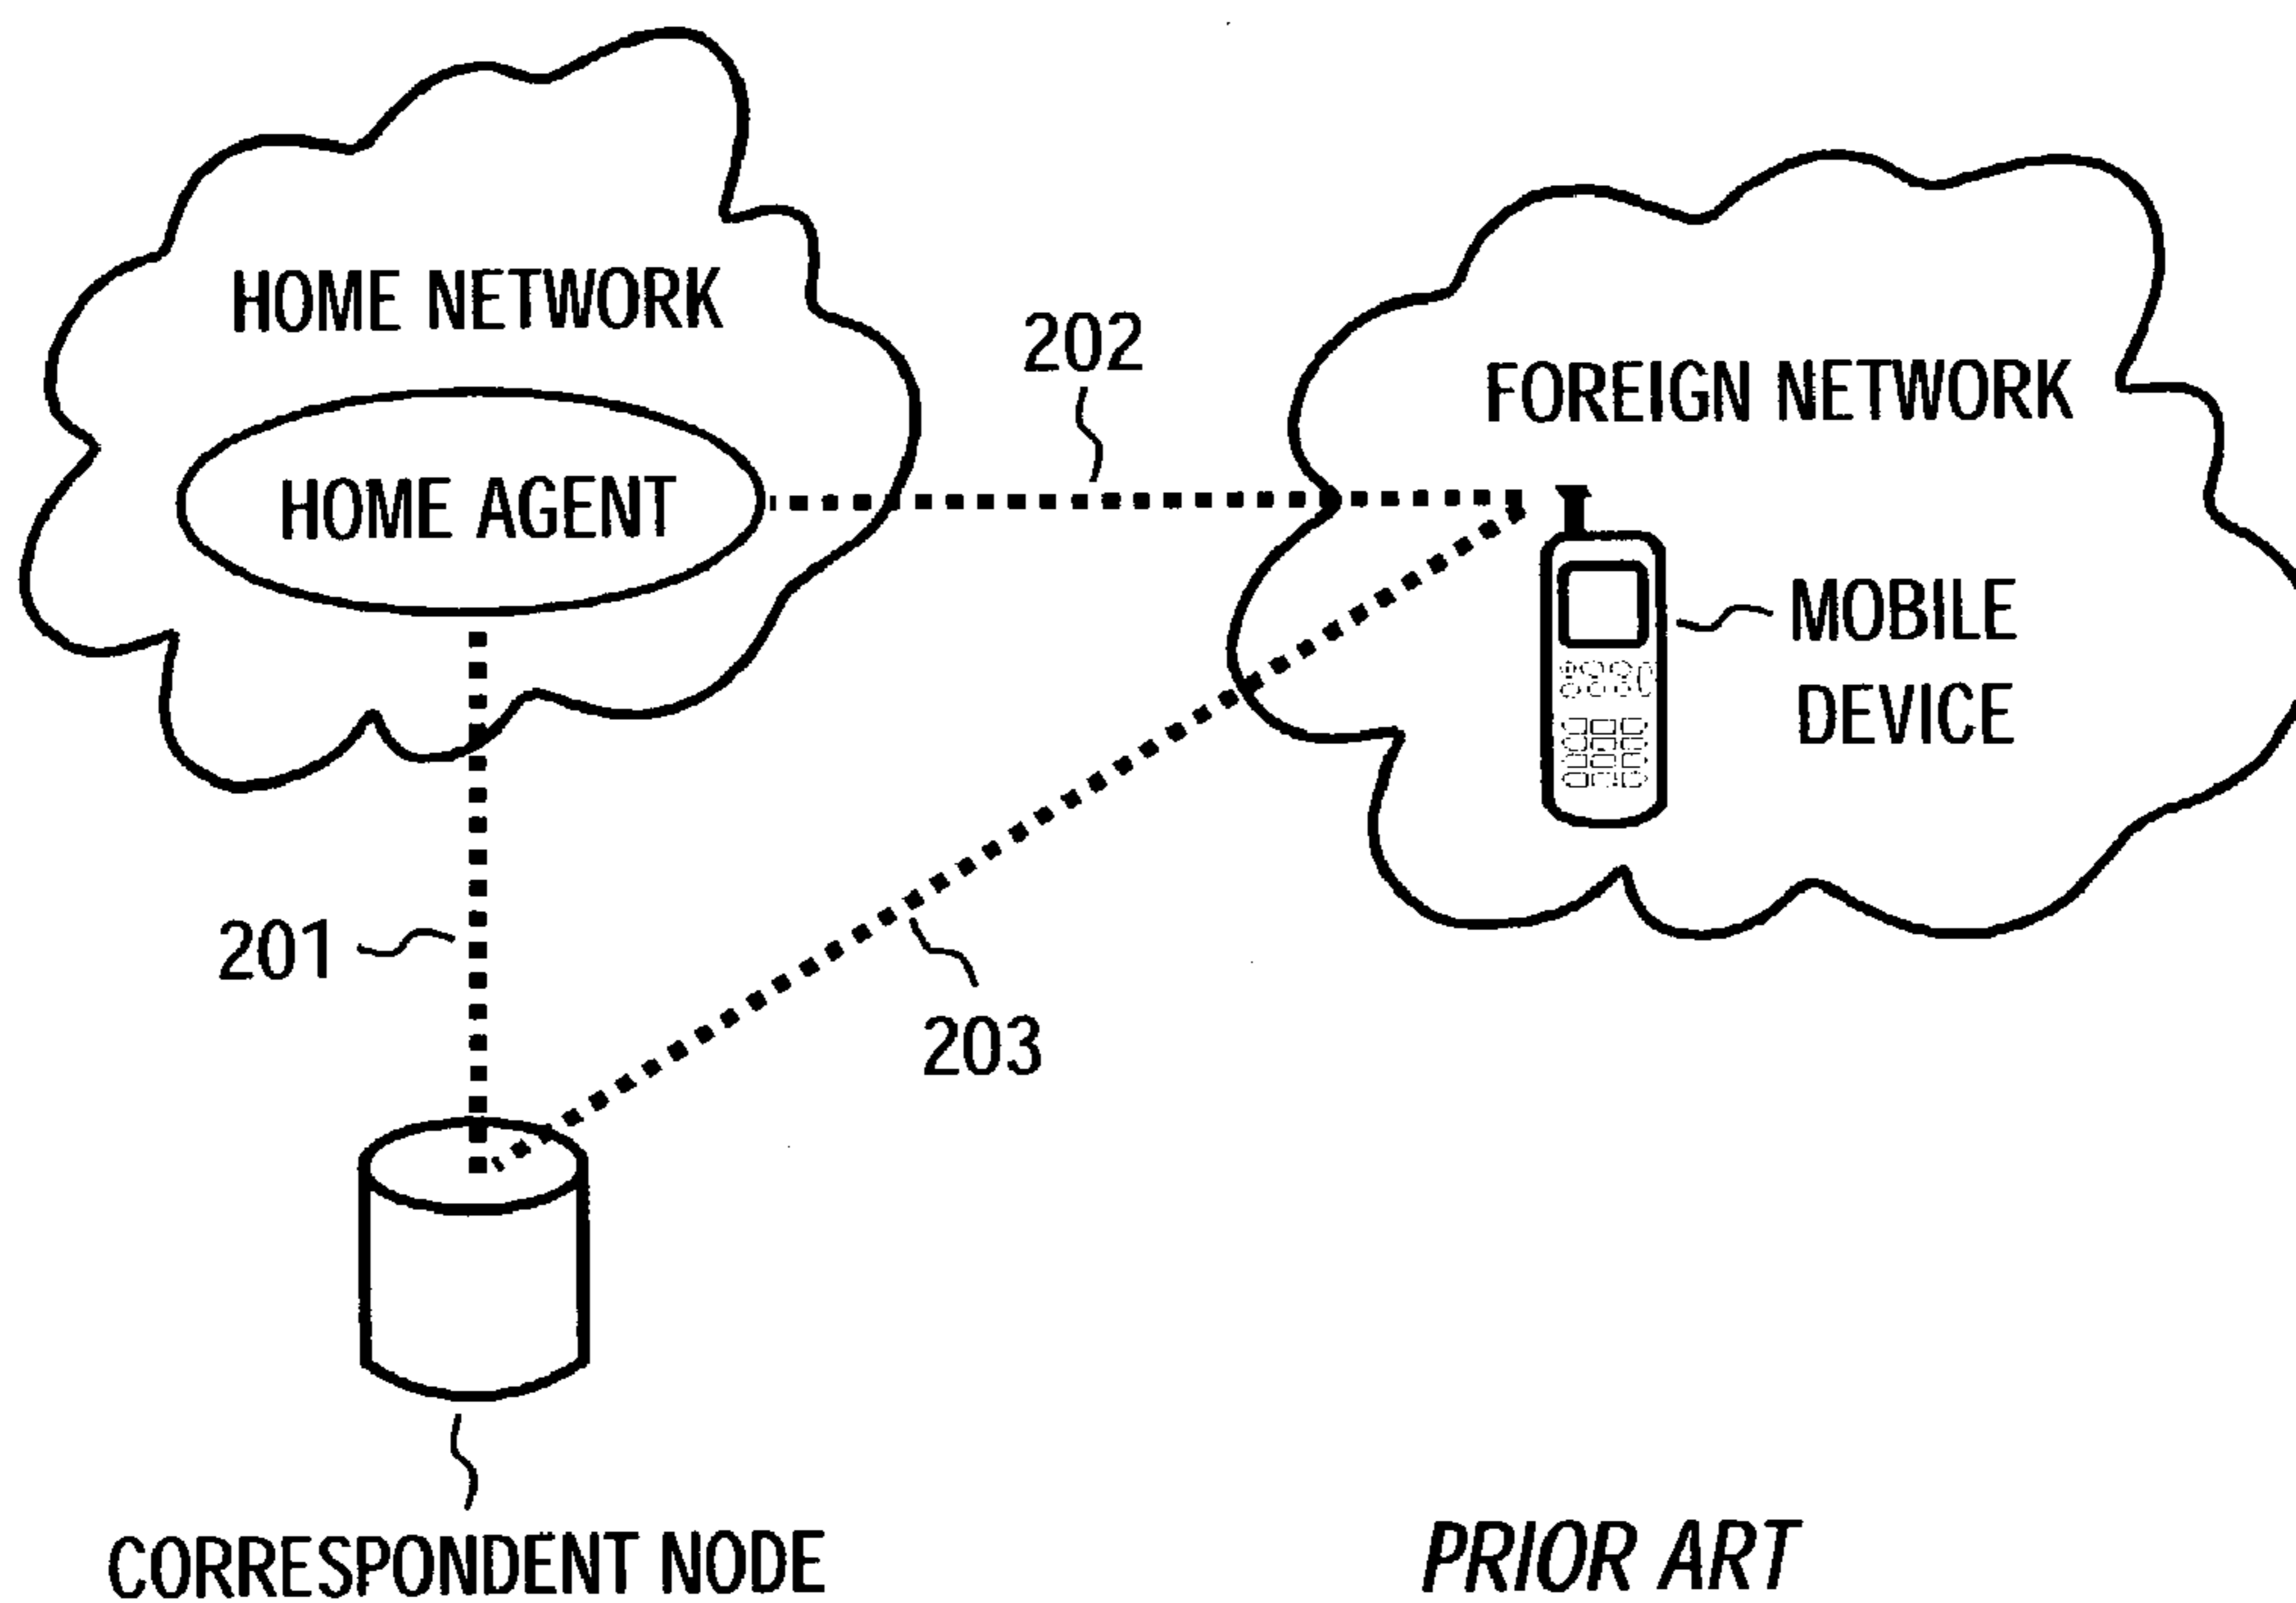 HOME NETWORK
HOME AGENT
202
FOREIGN NETWORK
MOBILE
DEVICE
201
203
CORRESPONDENT NODE
PRIOR ART